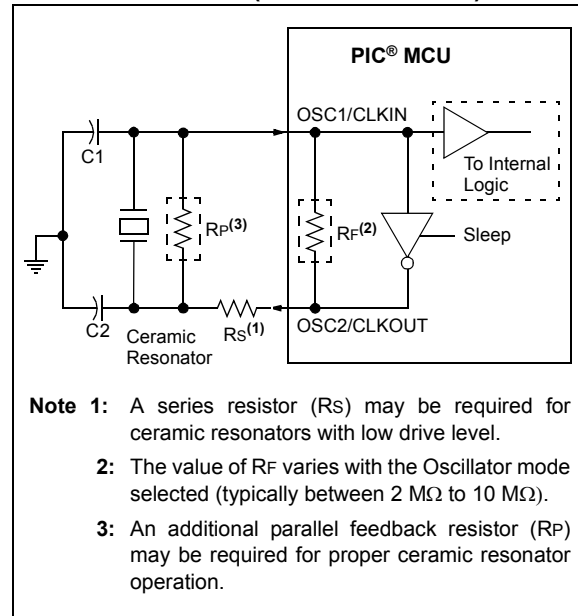 PIC® MCU
OSC1/CLKIN
C1
To Internal
Logic
RP(3)
RF(2)
Sleep
C2
Ceramic
Resonator
RS(1)
OSC2/CLKOUT
Note 1: A series resistor (RS) may be required for
ceramic resonators with low drive level.
2: The value of RF varies with the Oscillator mode
selected (typically between 2 MΩ to 10 MΩ).
3: An additional parallel feedback resistor (RP)
may be required for proper ceramic resonator
operation.